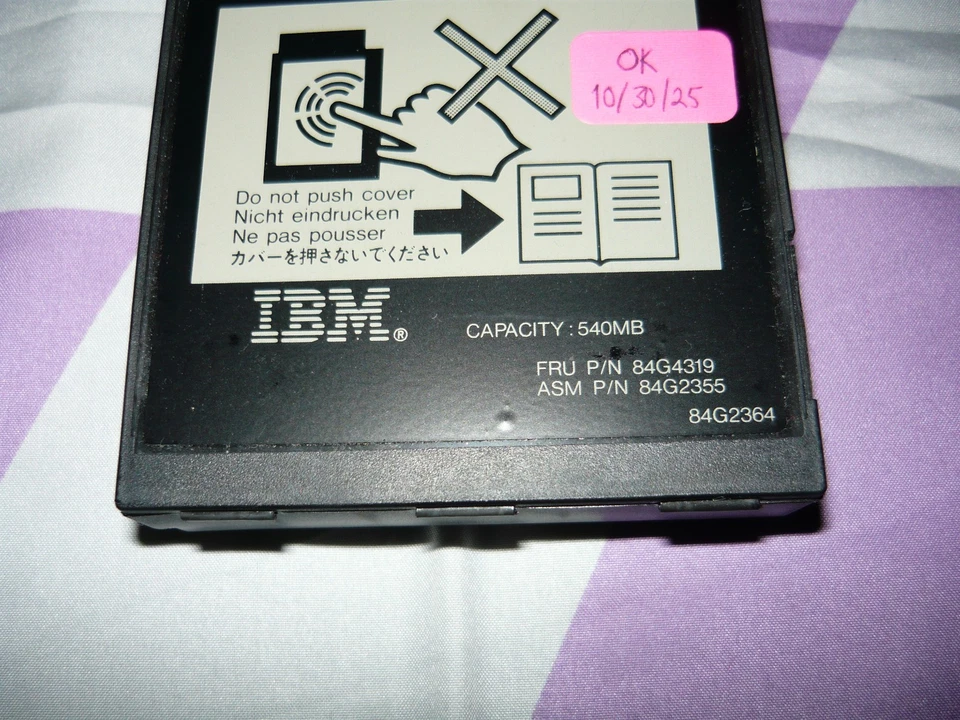 OK
10/30/25
Do not push cover
Nicht eindrucken
Ne pas pousser
カバーを押さないでください
IBM®
CAPACITY : 540MB
FRU P/N 84G4319
ASM P/N 84G2355
84G2364